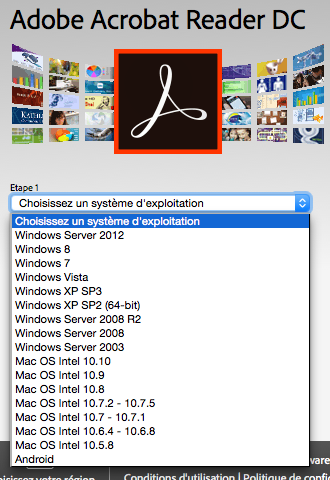 Adobe Acrobat Reader DC
Etape 1
Choisissez un système d'exploitation
Choisissez un système d'exploitation
Windows Server 2012
Windows 8
Windows 7
Windows Vista
Windows XP SP3
Windows XP SP2 (64-bit)
Windows Server 2008 R2
Windows Server 2008
Windows Server 2003
Mac OS Intel 10.10
Mac OS Intel 10.9
Mac OS Intel 10.8
Mac OS Intel 10.7.2 - 10.7.5
Mac OS Intel 10.7 - 10.7.1
Mac OS Intel 10.6.4 - 10.6.8
Mac OS Intel 10.5.8
Android
Conditions d'utilisation | Politique de
votre région